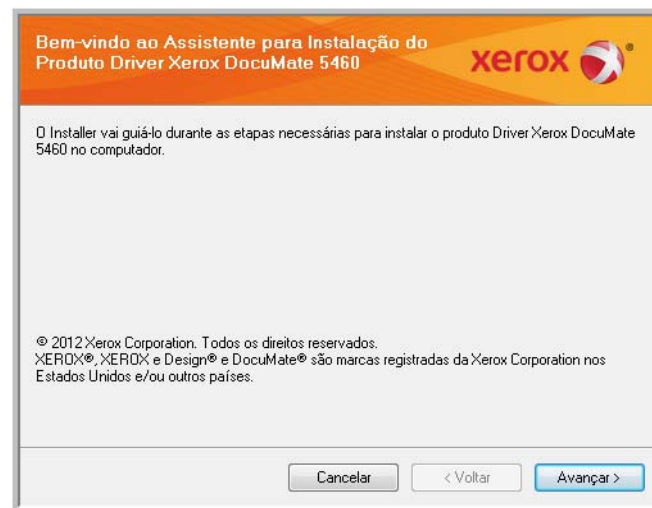 Bem-vindo ao Assistente para Instalação do
Produto Driver Xerox DocuMate 5460
xerox
O Installer vai guiá-lo durante as etapas necessárias para instalar o produto Driver Xerox DocuMate
5460 no computador.
© 2012 Xerox Corporation. Todos os direitos reservados.
XEROX®, XEROX e Design® e DocuMate® são marcas registradas da Xerox Corporation nos
Estados Unidos e/ou outros países.
Cancelar
< Voltar
Avançar >